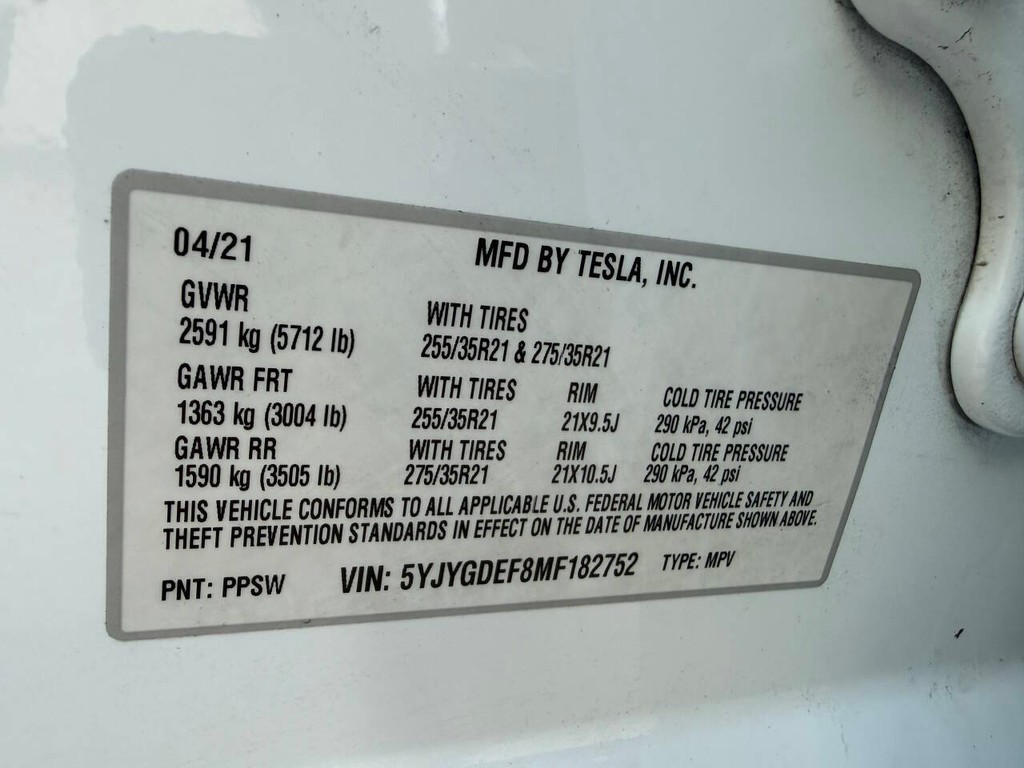 04/21 MFD BY TESLA, INC.
GVWR WITH TIRES
2591 kg (5712 lb) 255/35R21 & 275/35R21
GAWR FRT WITH TIRES RIM COLD TIRE PRESSURE
1363 kg (3004 lb) 255/35R21 21X9.5J 290 kPa, 42 psi
GAWR RR WITH TIRES RIM COLD TIRE PRESSURE
1590 kg (3505 lb) 275/35R21 21X10.5J 290 kPa, 42 psi
THIS VEHICLE CONFORMS TO ALL APPLICABLE U.S. FEDERAL MOTOR VEHICLE SAFETY AND
THEFT PREVENTION STANDARDS IN EFFECT ON THE DATE OF MANUFACTURE SHOWN ABOVE.
PNT: PPSW VIN: 5YJYGDEF8MF182752 TYPE: MPV